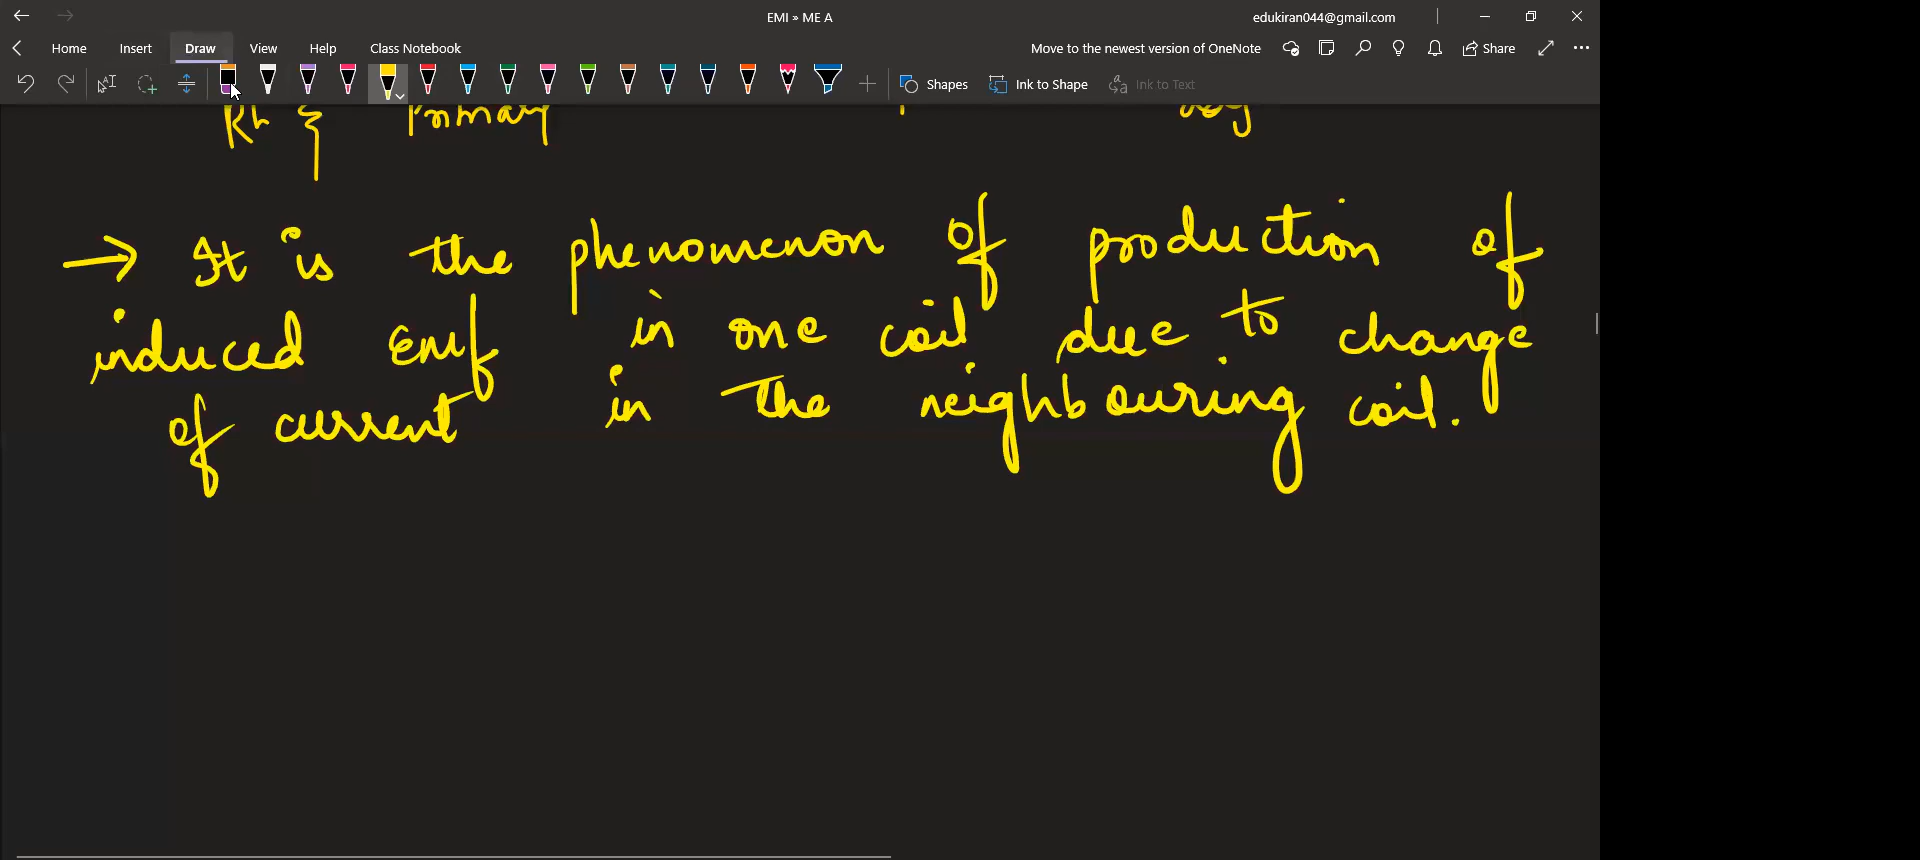 EMI » ME A
edukiran044@gmail.com
Home Insert Draw View Help Class Notebook
Move to the newest version of OneNote
Share
Shapes Ink to Shape Ink to Text
Rh { Primary
→ It is the phenomenon of production of
induced emf in one coil due to change
of current in the neighbouring coil.